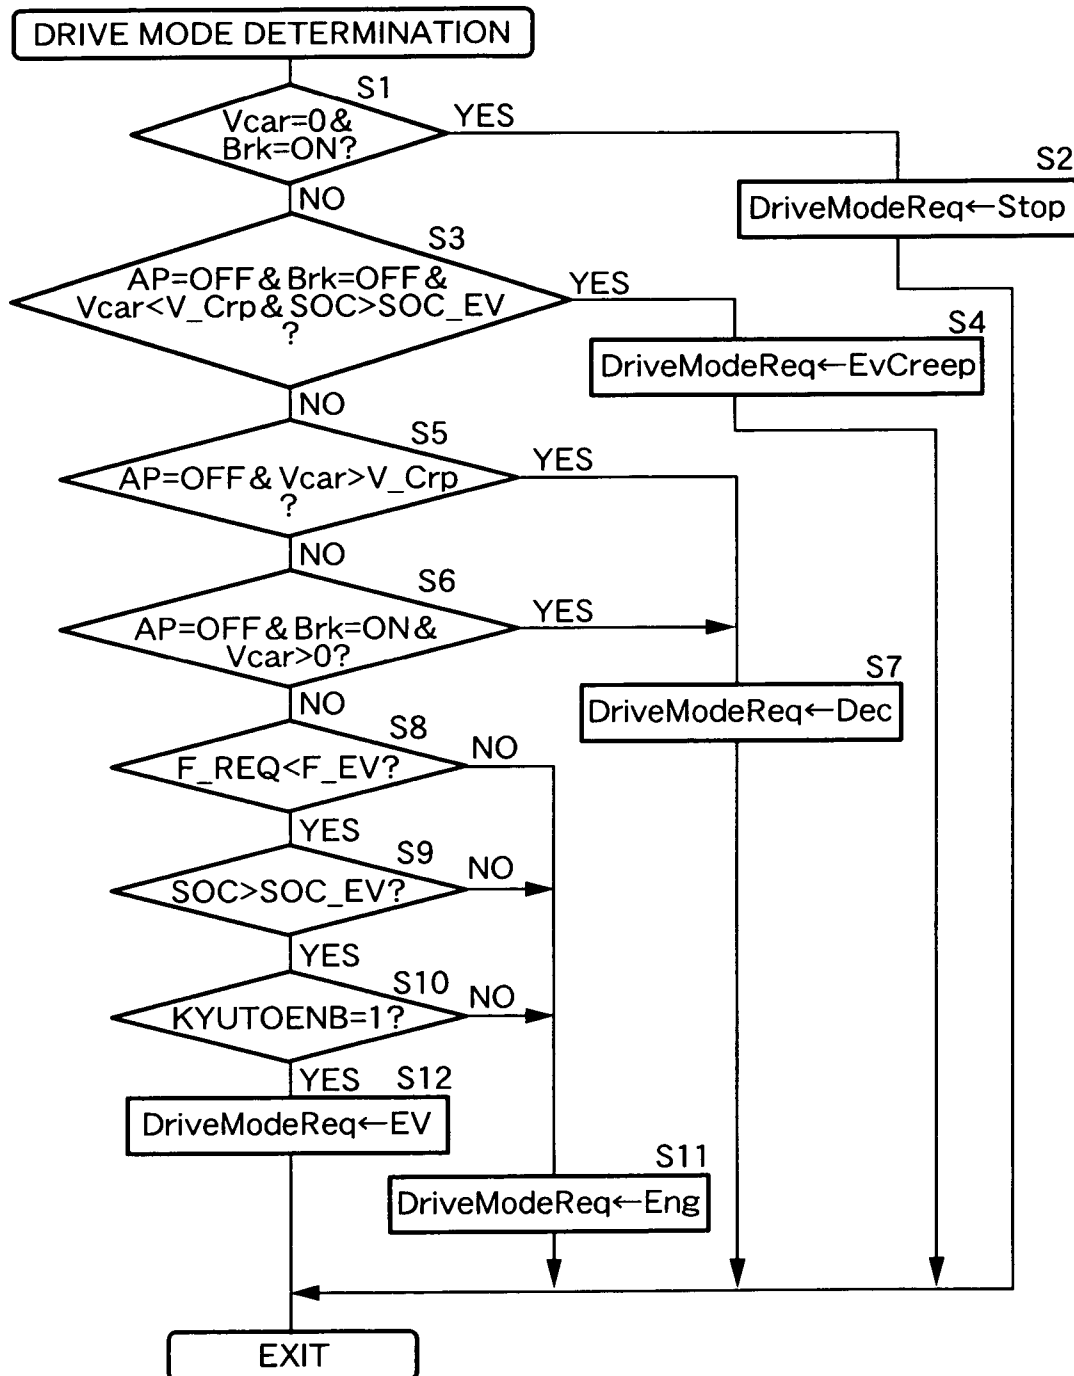 DRIVE MODE DETERMINATION
S1
Vcar=0&
Brk=ON?
YES
S2
DriveModeReq←Stop
NO
S3
AP=OFF&Brk=OFF&
Vcar<V_Crp&SOC>SOC_EV
?
YES
S4
DriveModeReq←EvCreep
NO
S5
AP=OFF&Vcar>V_Crp
?
YES
NO
S6
AP=OFF&Brk=ON&
Vcar>0?
YES
S7
DriveModeReq←Dec
NO
S8
F_REQ<F_EV?
NO
YES
S9
SOC>SOC_EV?
NO
YES
S10
KYUTOENB=1?
NO
YES
S12
DriveModeReq←EV
S11
DriveModeReq←Eng
EXIT